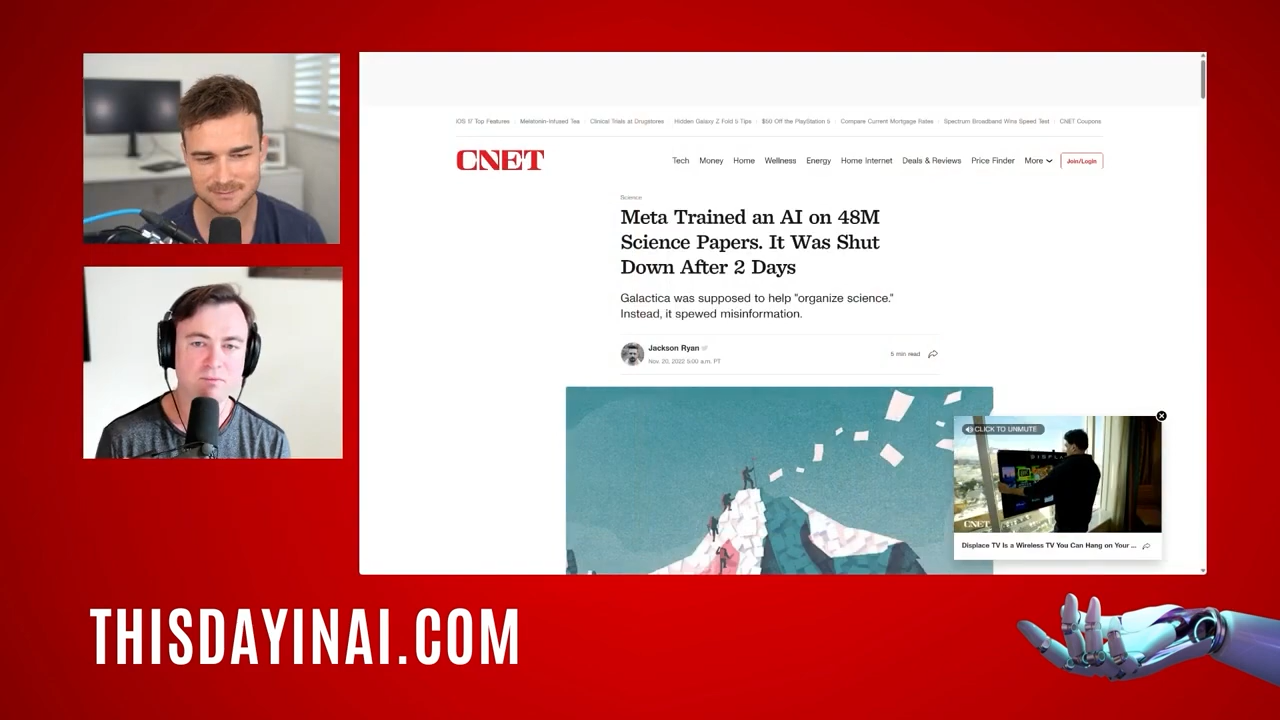 iOS 17 Top Features
Melatonin-Infused Tea
Clinical Trials at Drugstores
Hidden Galaxy Z Fold 5 Tips
$50 Off the PlayStation 5
Compare Current Mortgage Rates
Spectrum Broadband Wins Speed Test
CNET Coupons
CNET
Tech Money Home Wellness Energy Home Internet Deals & Reviews Price Finder More Join/Login
Science
Meta Trained an AI on 48M
Science Papers. It Was Shut
Down After 2 Days
Galactica was supposed to help "organize science."
Instead, it spewed misinformation.
Jackson Ryan
Nov. 20, 2022 5:00 a.m. PT
5 min read
CLICK TO UNMUTE
CNET
Displace TV Is a Wireless TV You Can Hang on Your ...
THISDAYINAI.COM